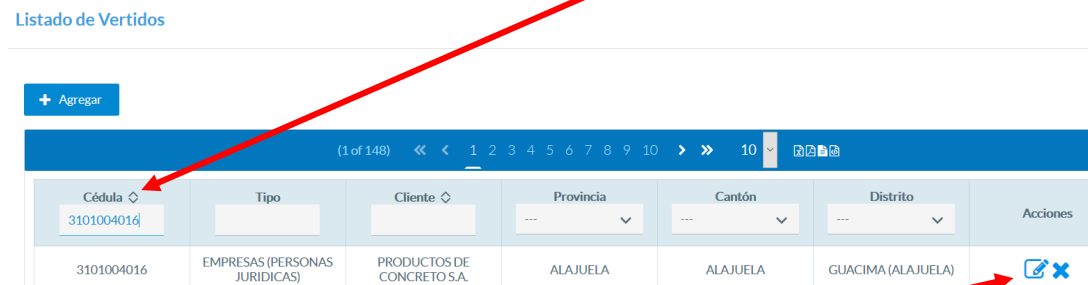 Listado de Vertidos
+ Agregar
(1 of 148) 1 2 3 4 5 6 7 8 9 10 10
Cédula Tipo Cliente Provincia Cantón Distrito Acciones
3101004016 --- --- ---
3101004016 EMPRESAS (PERSONAS JURIDICAS) PRODUCTOS DE CONCRETO S.A. ALAJUELA ALAJUELA GUACIMA (ALAJUELA)